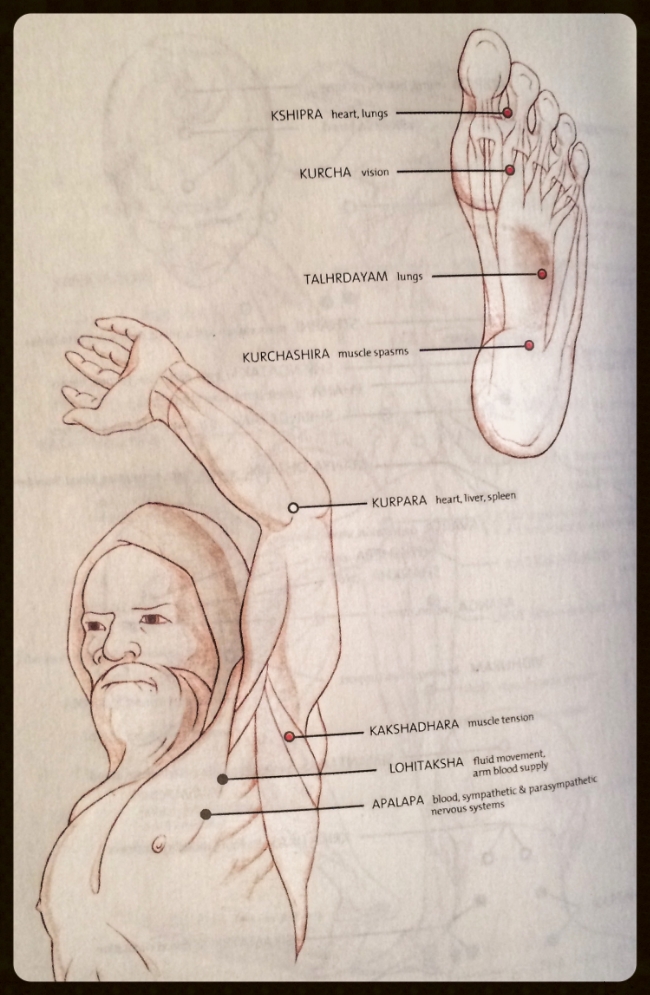 KSHIPRA heart, lungs
KURCHA vision
TALHRDAYAM lungs
KURCHASHIRA muscle spasms
KURPARA heart, liver, spleen
KAKSHADHARA muscle tension
LOHITAKSHA fluid movement,
arm blood supply
APALAPA blood, sympathetic & parasympathetic
nervous systems